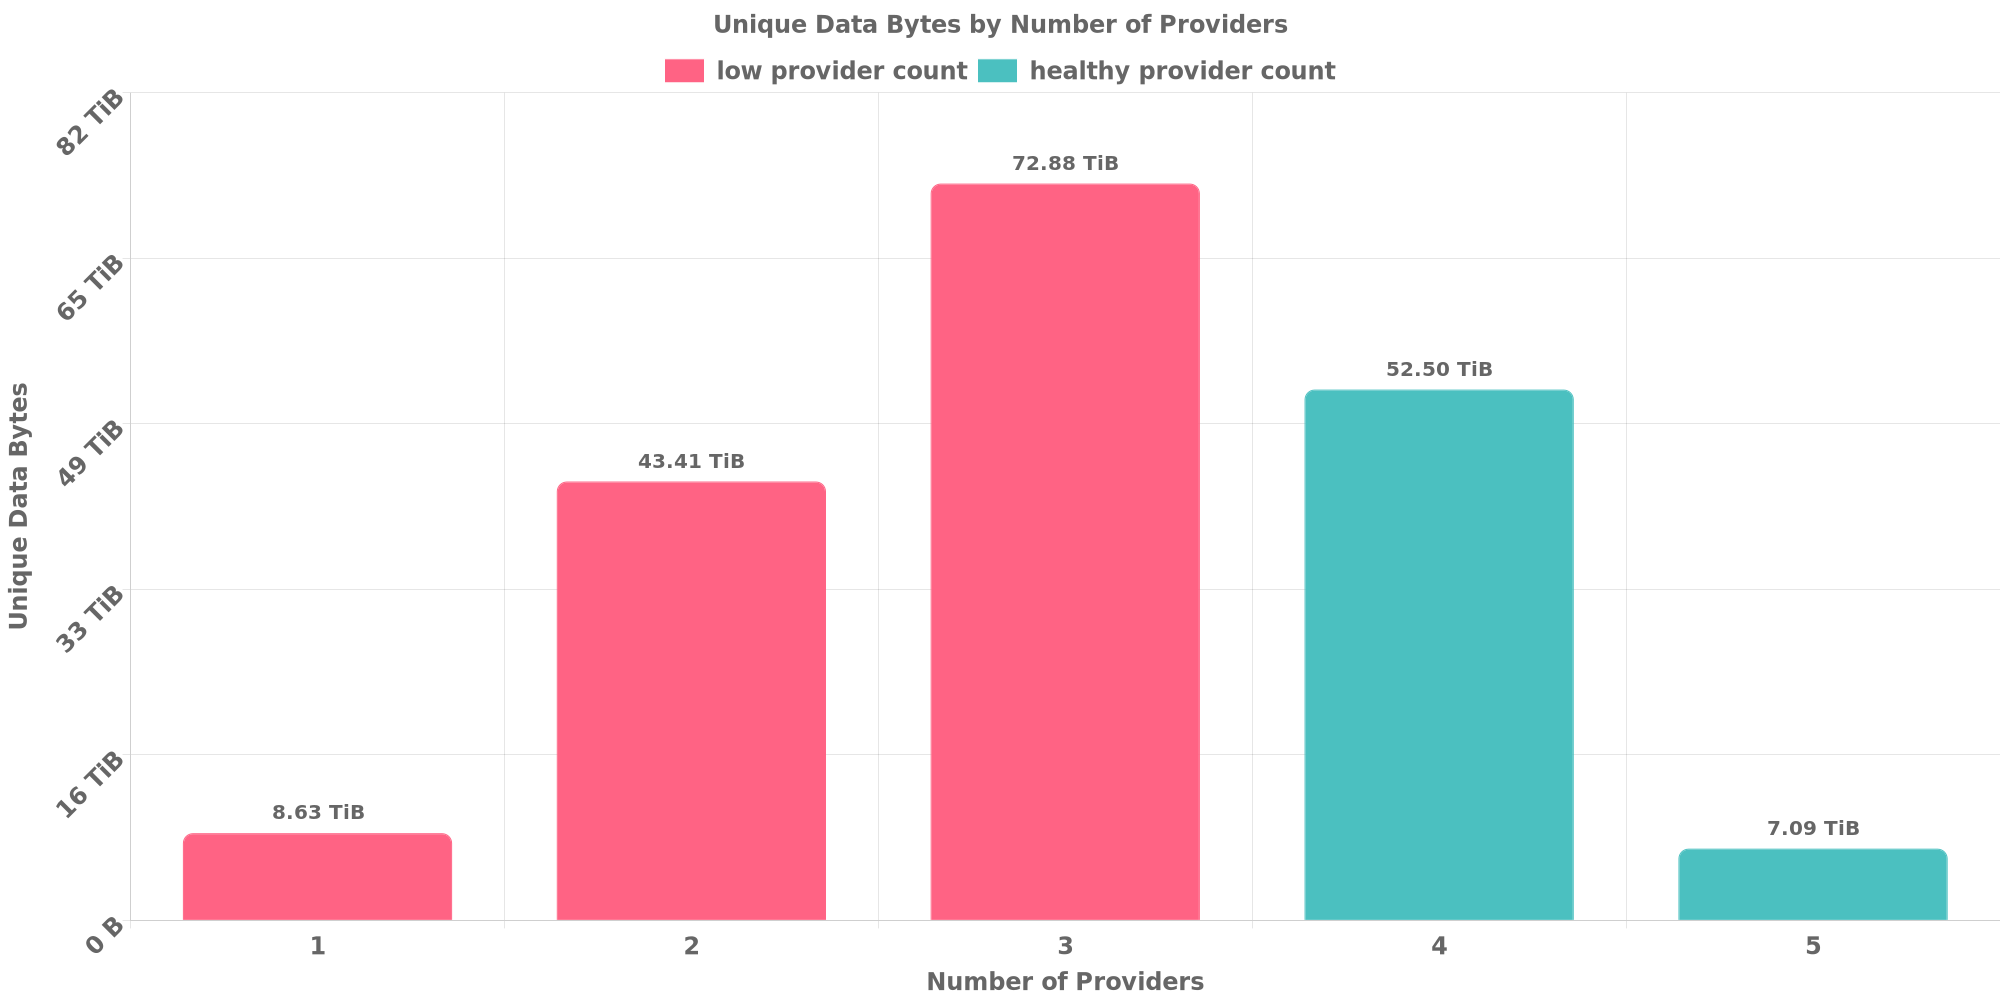 Unique Data Bytes by Number of Providers
low provider count healthy provider count
82 TiB
65 TiB
49 TiB
33 TiB
16 TiB
0 B
Unique Data Bytes
8.63 TiB
43.41 TiB
72.88 TiB
52.50 TiB
7.09 TiB
1 2 3 4 5
Number of Providers